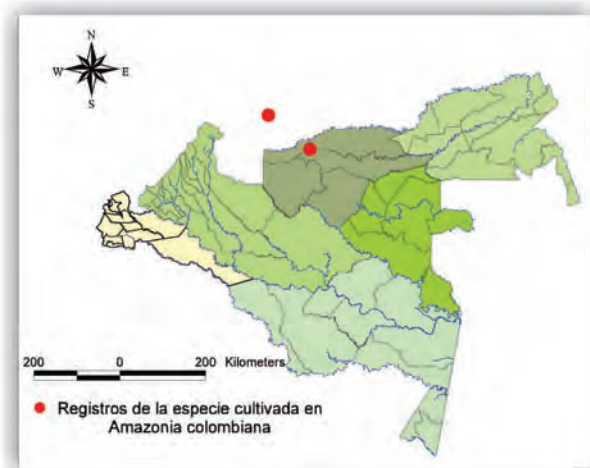 N
W E
S
200 0 200 Kilometers
Registros de la especie cultivada en
Amazonia colombiana